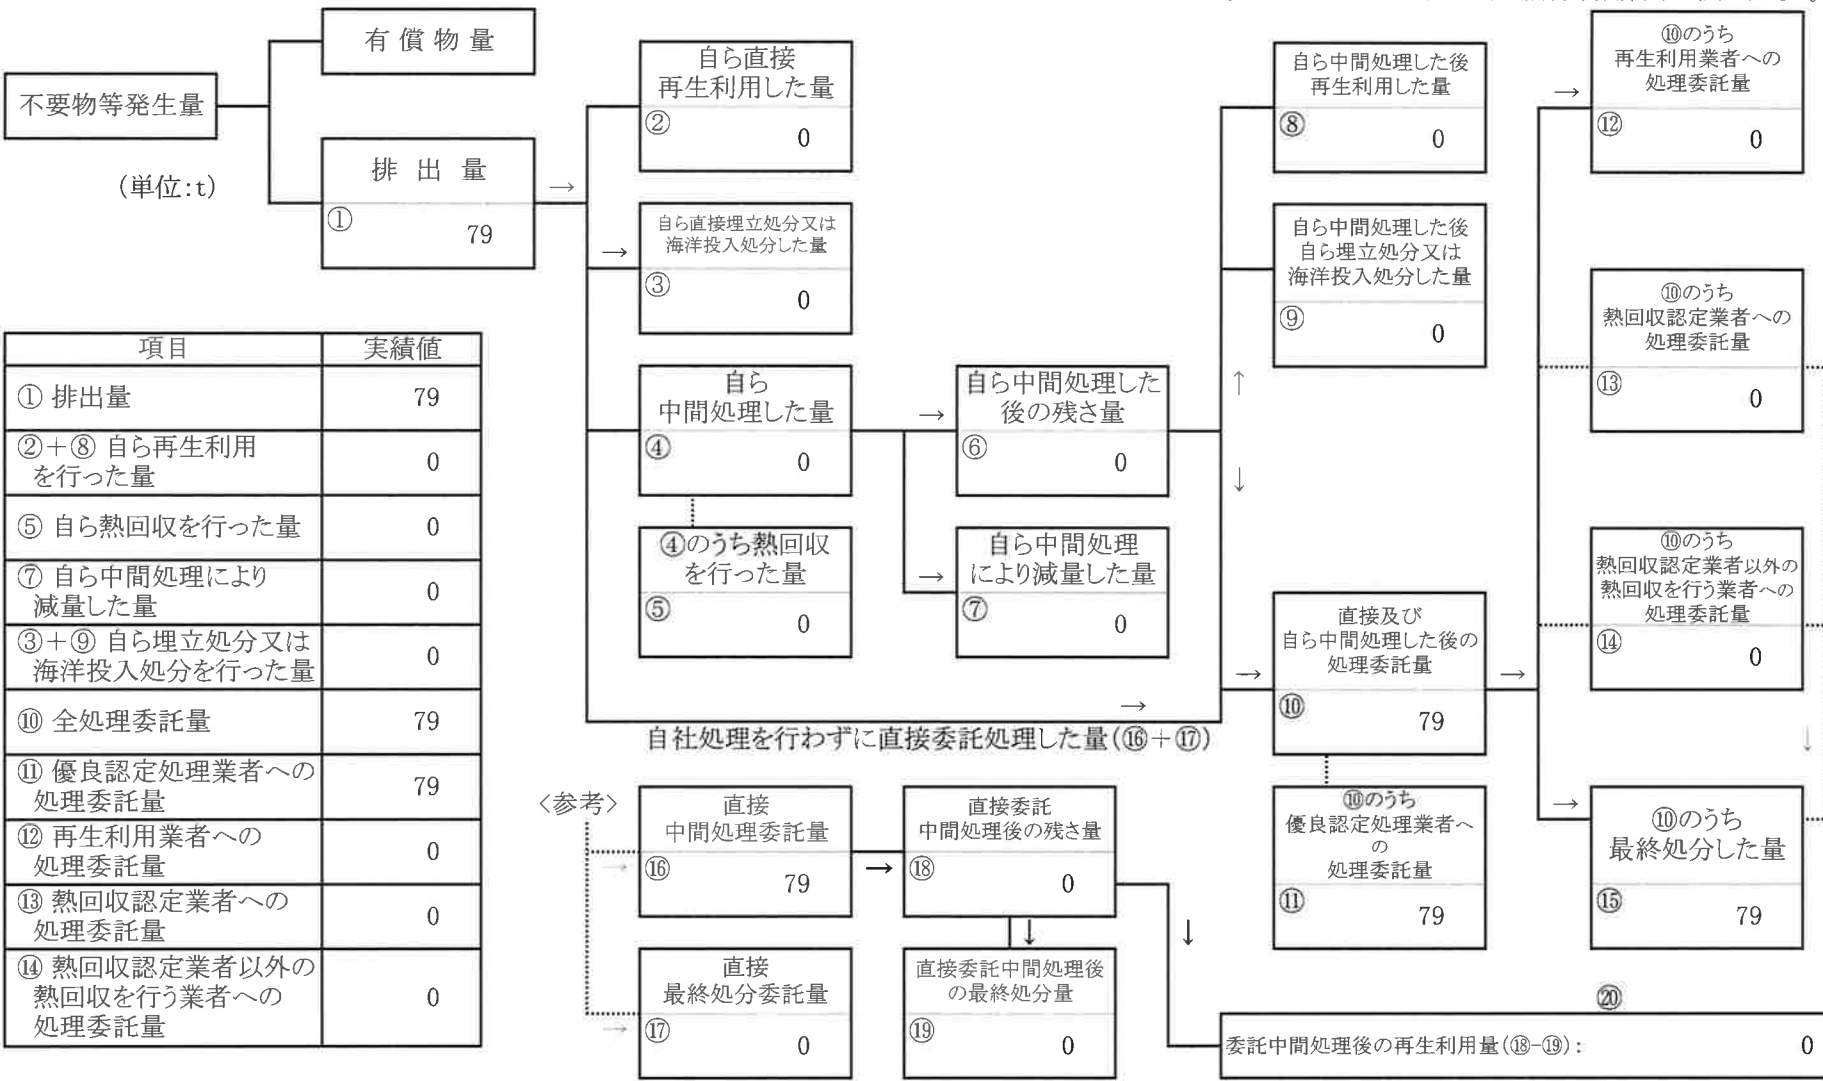 有償物量
不要物等発生量
(単位:t)
排出量
①
79
→
自ら直接
再生利用した量
②
0
→
自ら直接埋立処分又は
海洋投入処分した量
③
0
自ら
中間処理した量
④
0
→
自ら中間処理した
後の残さ量
⑥
0
④のうち熱回収
を行った量
⑤
0
→
自ら中間処理
により減量した量
⑦
0
→
自社処理を行わずに直接委託処理した量(⑯+⑰)
自ら中間処理した後
再生利用した量
⑧
0
自ら中間処理した後
自ら埋立処分又は
海洋投入処分した量
⑨
0
↑
↓
→
直接及び
自ら中間処理した後の
処理委託量
⑩
79
→
⑩のうち
優良認定処理業者へ
の
処理委託量
⑪
79
→
⑩のうち
再生利用業者への
処理委託量
⑫
0
⑩のうち
熱回収認定業者への
処理委託量
⑬
0
⑩のうち
熱回収認定業者以外の
熱回収を行う業者への
処理委託量
⑭
0
↓
→
⑩のうち
最終処分した量
⑮
79
項目 実績値
① 排出量 79
②+⑧ 自ら再生利用
を行った量 0
⑤ 自ら熱回収を行った量 0
⑦ 自ら中間処理により
減量した量 0
③+⑨ 自ら埋立処分又は
海洋投入処分を行った量 0
⑩ 全処理委託量 79
⑪ 優良認定処理業者への
処理委託量 79
⑫ 再生利用業者への
処理委託量 0
⑬ 熱回収認定業者への
処理委託量 0
⑭ 熱回収認定業者以外の
熱回収を行う業者への
処理委託量 0
〈参考〉
→
直接
中間処理委託量
⑯
79
→
直接委託
中間処理後の残さ量
⑱
0
→
直接
最終処分委託量
⑰
0
↓
直接委託中間処理後
の最終処分量
⑲
0
↓
⑳
委託中間処理後の再生利用量(⑱-⑲): 0